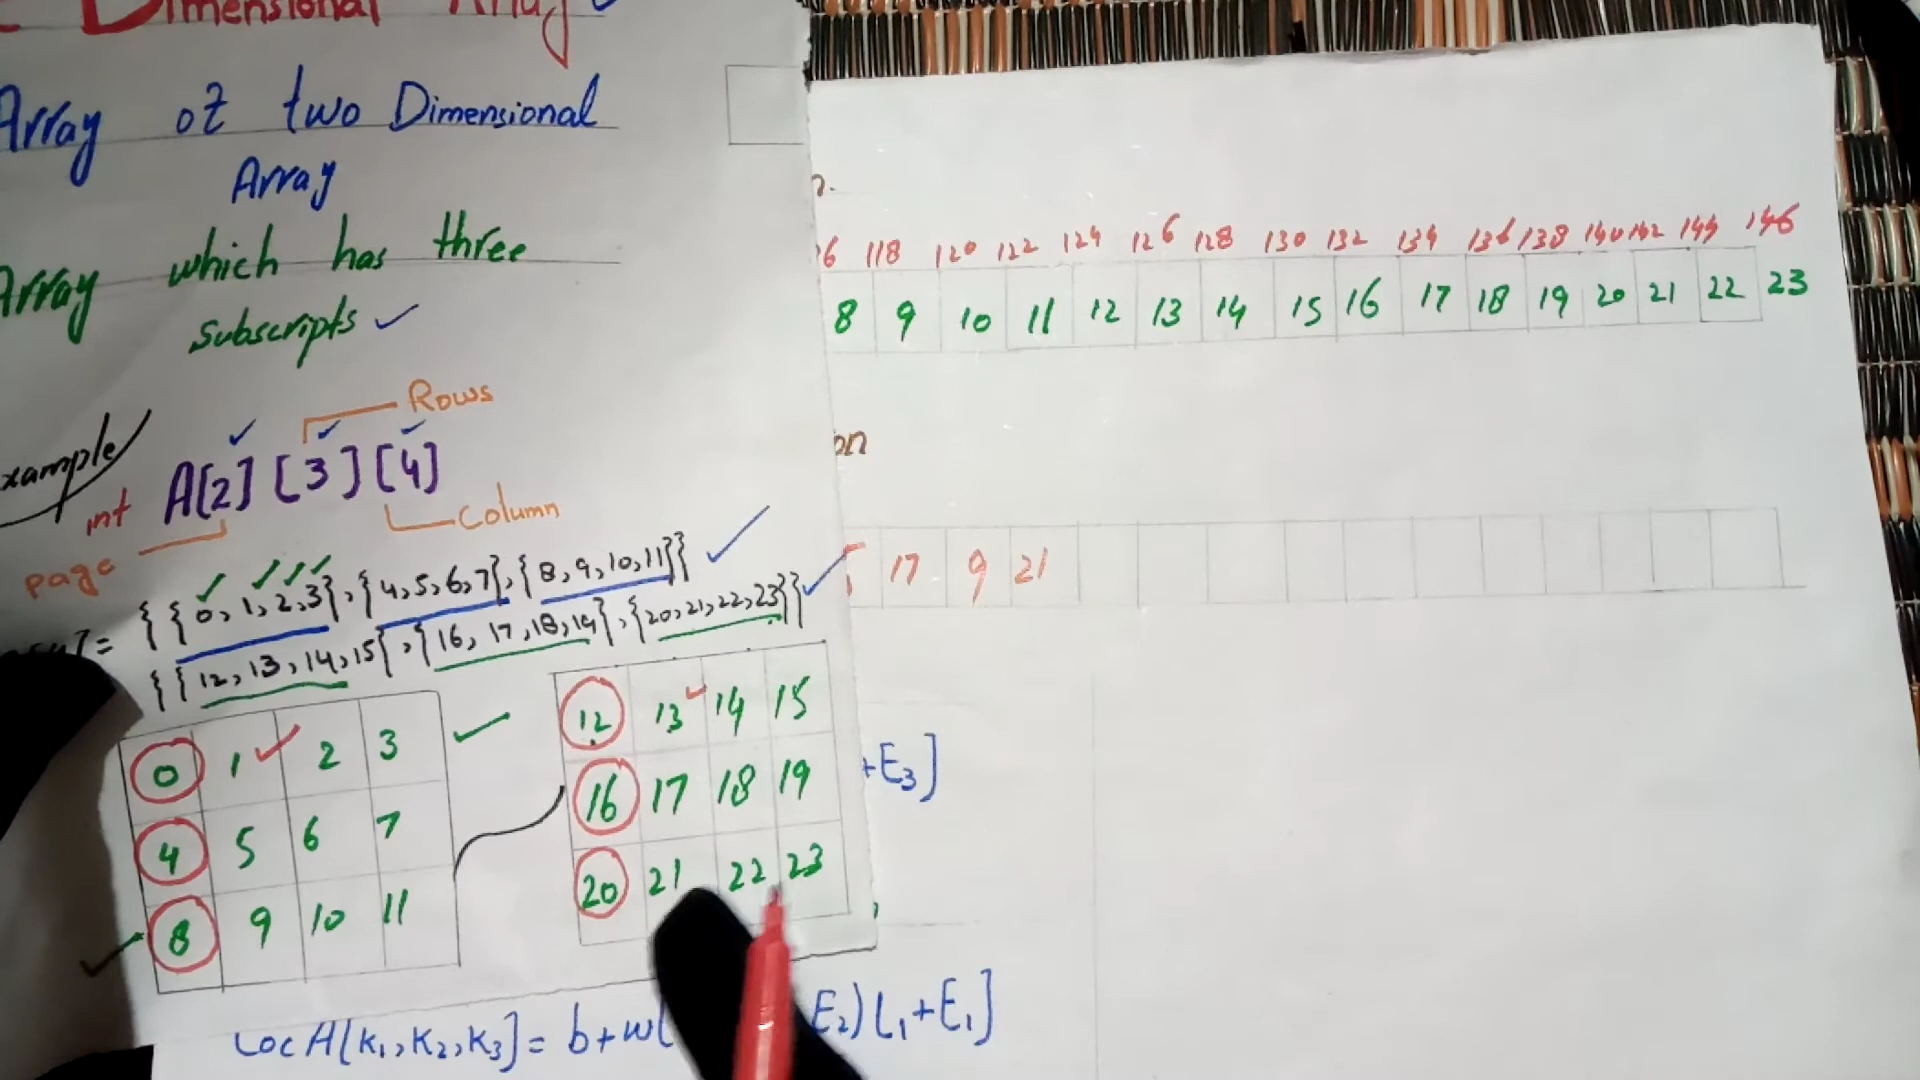 Dimensional Array
Array of two Dimensional
Array
Array which has three
subscripts
Rows
int A[2] [3] [4]
page
Column
{ { 0, 1, 2, 3}, {4,5,6,7}, { 8, 9, 10, 11}}
{ { 12, 13, 14, 15}, { 16, 17, 18, 19}, {20, 21, 22, 23}}
0 1 2 3
4 5 6 7
8 9 10 11
12 13 14 15
16 17 18 19
20 21 22 23
Loc A[K₁, K₂, K₃] = b+w( E₂) L₁+E₁]
118 120 122 124 126 128 130 132 134 136 138 140 142 144 146
8 9 10 11 12 13 14 15 16 17 18 19 20 21 22 23
on
17 9 21
+E₃]